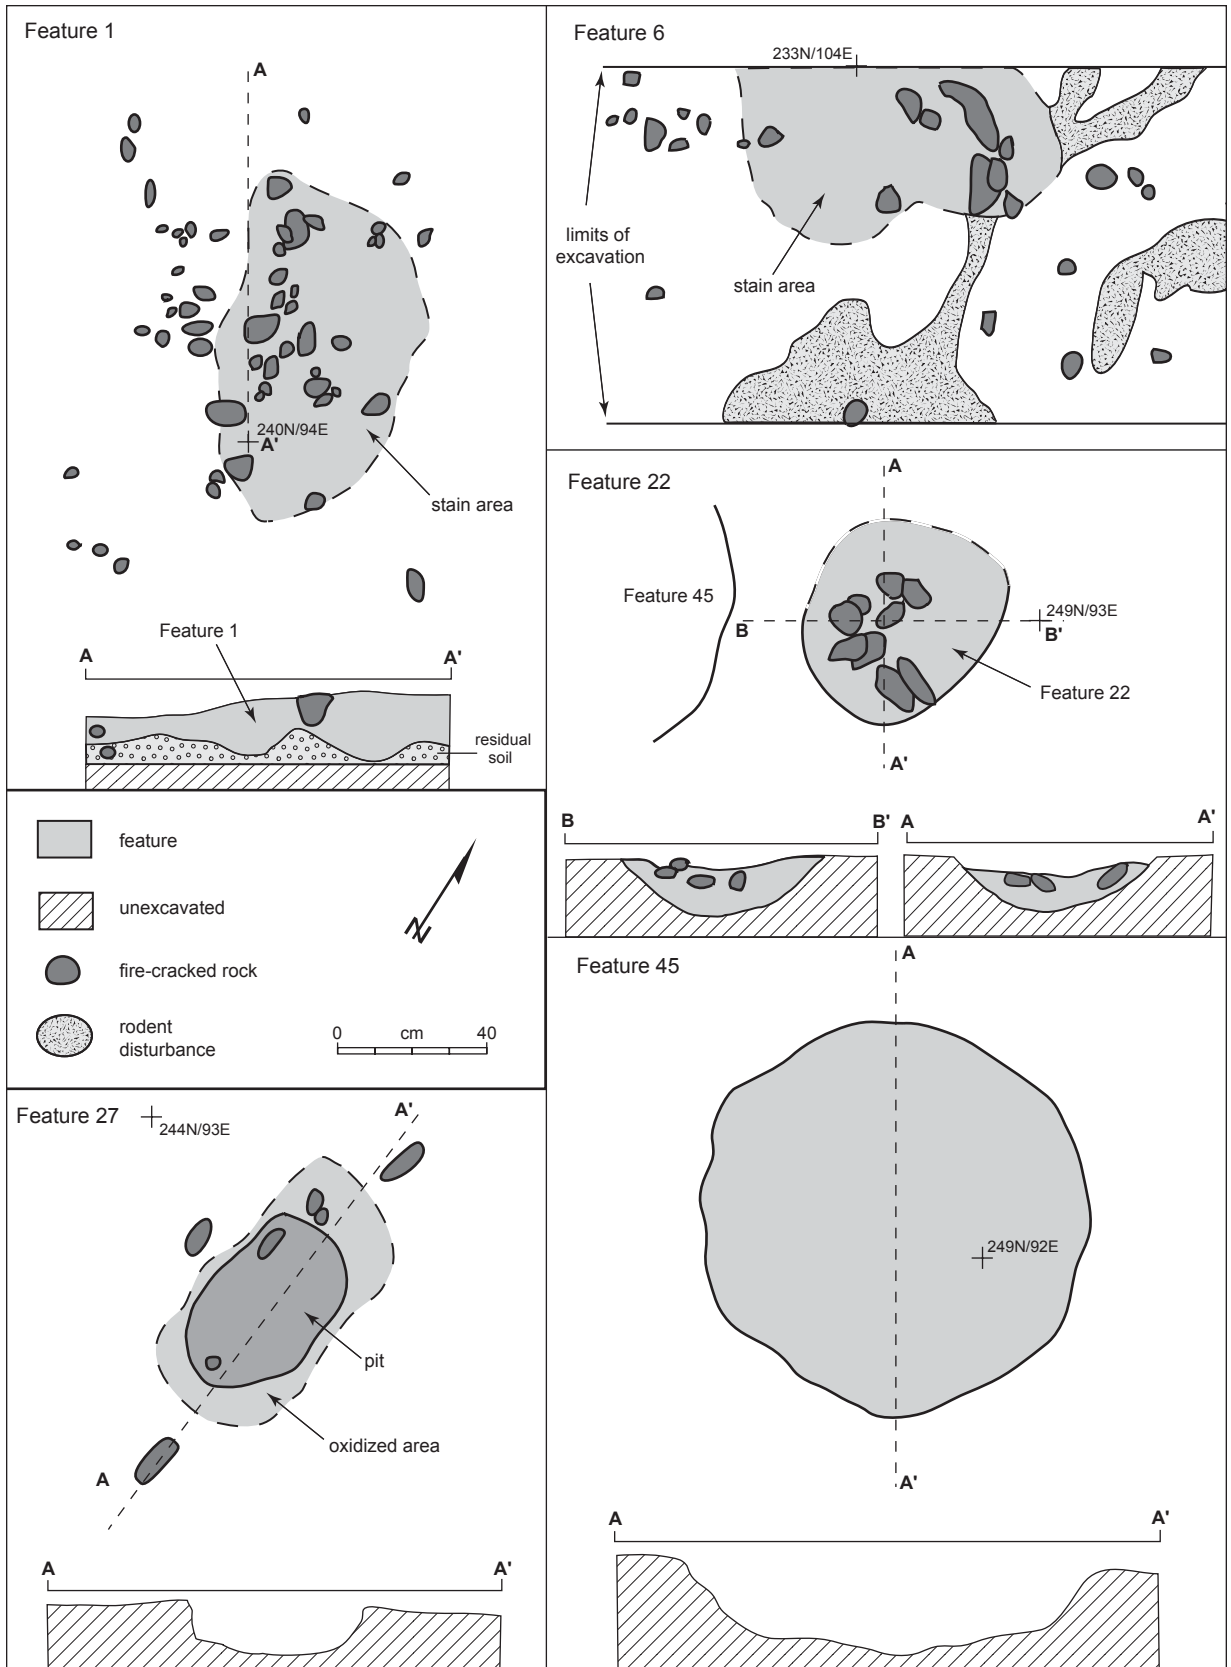 Feature 1
A
240N/94E
A'
stain area
Feature 1
A
A'
residual
soil
Feature 6
233N/104E
limits of
excavation
stain area
Feature 22
A
Feature 45
249N/93E
B
B'
Feature 22
A'
B
B'
A
A'
feature
unexcavated
fire-cracked rock
rodent
disturbance
N
0
cm
40
Feature 27
244N/93E
A'
pit
oxidized area
A
A
A'
Feature 45
A
249N/92E
A'
A
A'